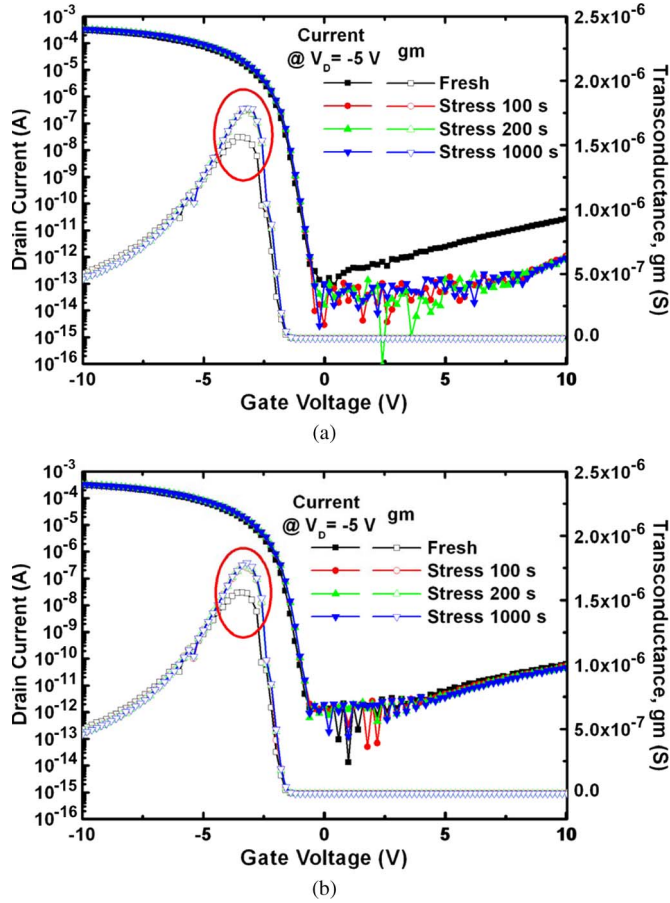 (a)
10-3
10-4
10-5
10-6
10-7
10-8
10-9
10-10
10-11
10-12
10-13
10-14
10-15
10-16
Drain Current (A)
Current
@ VD= -5 V gm
Fresh
Stress 100 s
Stress 200 s
Stress 1000 s
2.5x10-6
2.0x10-6
1.5x10-6
1.0x10-6
5.0x10-7
0.0
Transconductance, gm (S)
-10 -5 0 5 10
Gate Voltage (V)
(a)
10-3
10-4
10-5
10-6
10-7
10-8
10-9
10-10
10-11
10-12
10-13
10-14
10-15
10-16
Drain Current (A)
Current
@ VD= -5 V gm
Fresh
Stress 100 s
Stress 200 s
Stress 1000 s
2.5x10-6
2.0x10-6
1.5x10-6
1.0x10-6
5.0x10-7
0.0
Transconductance, gm (S)
-10 -5 0 5 10
Gate Voltage (V)
(b)